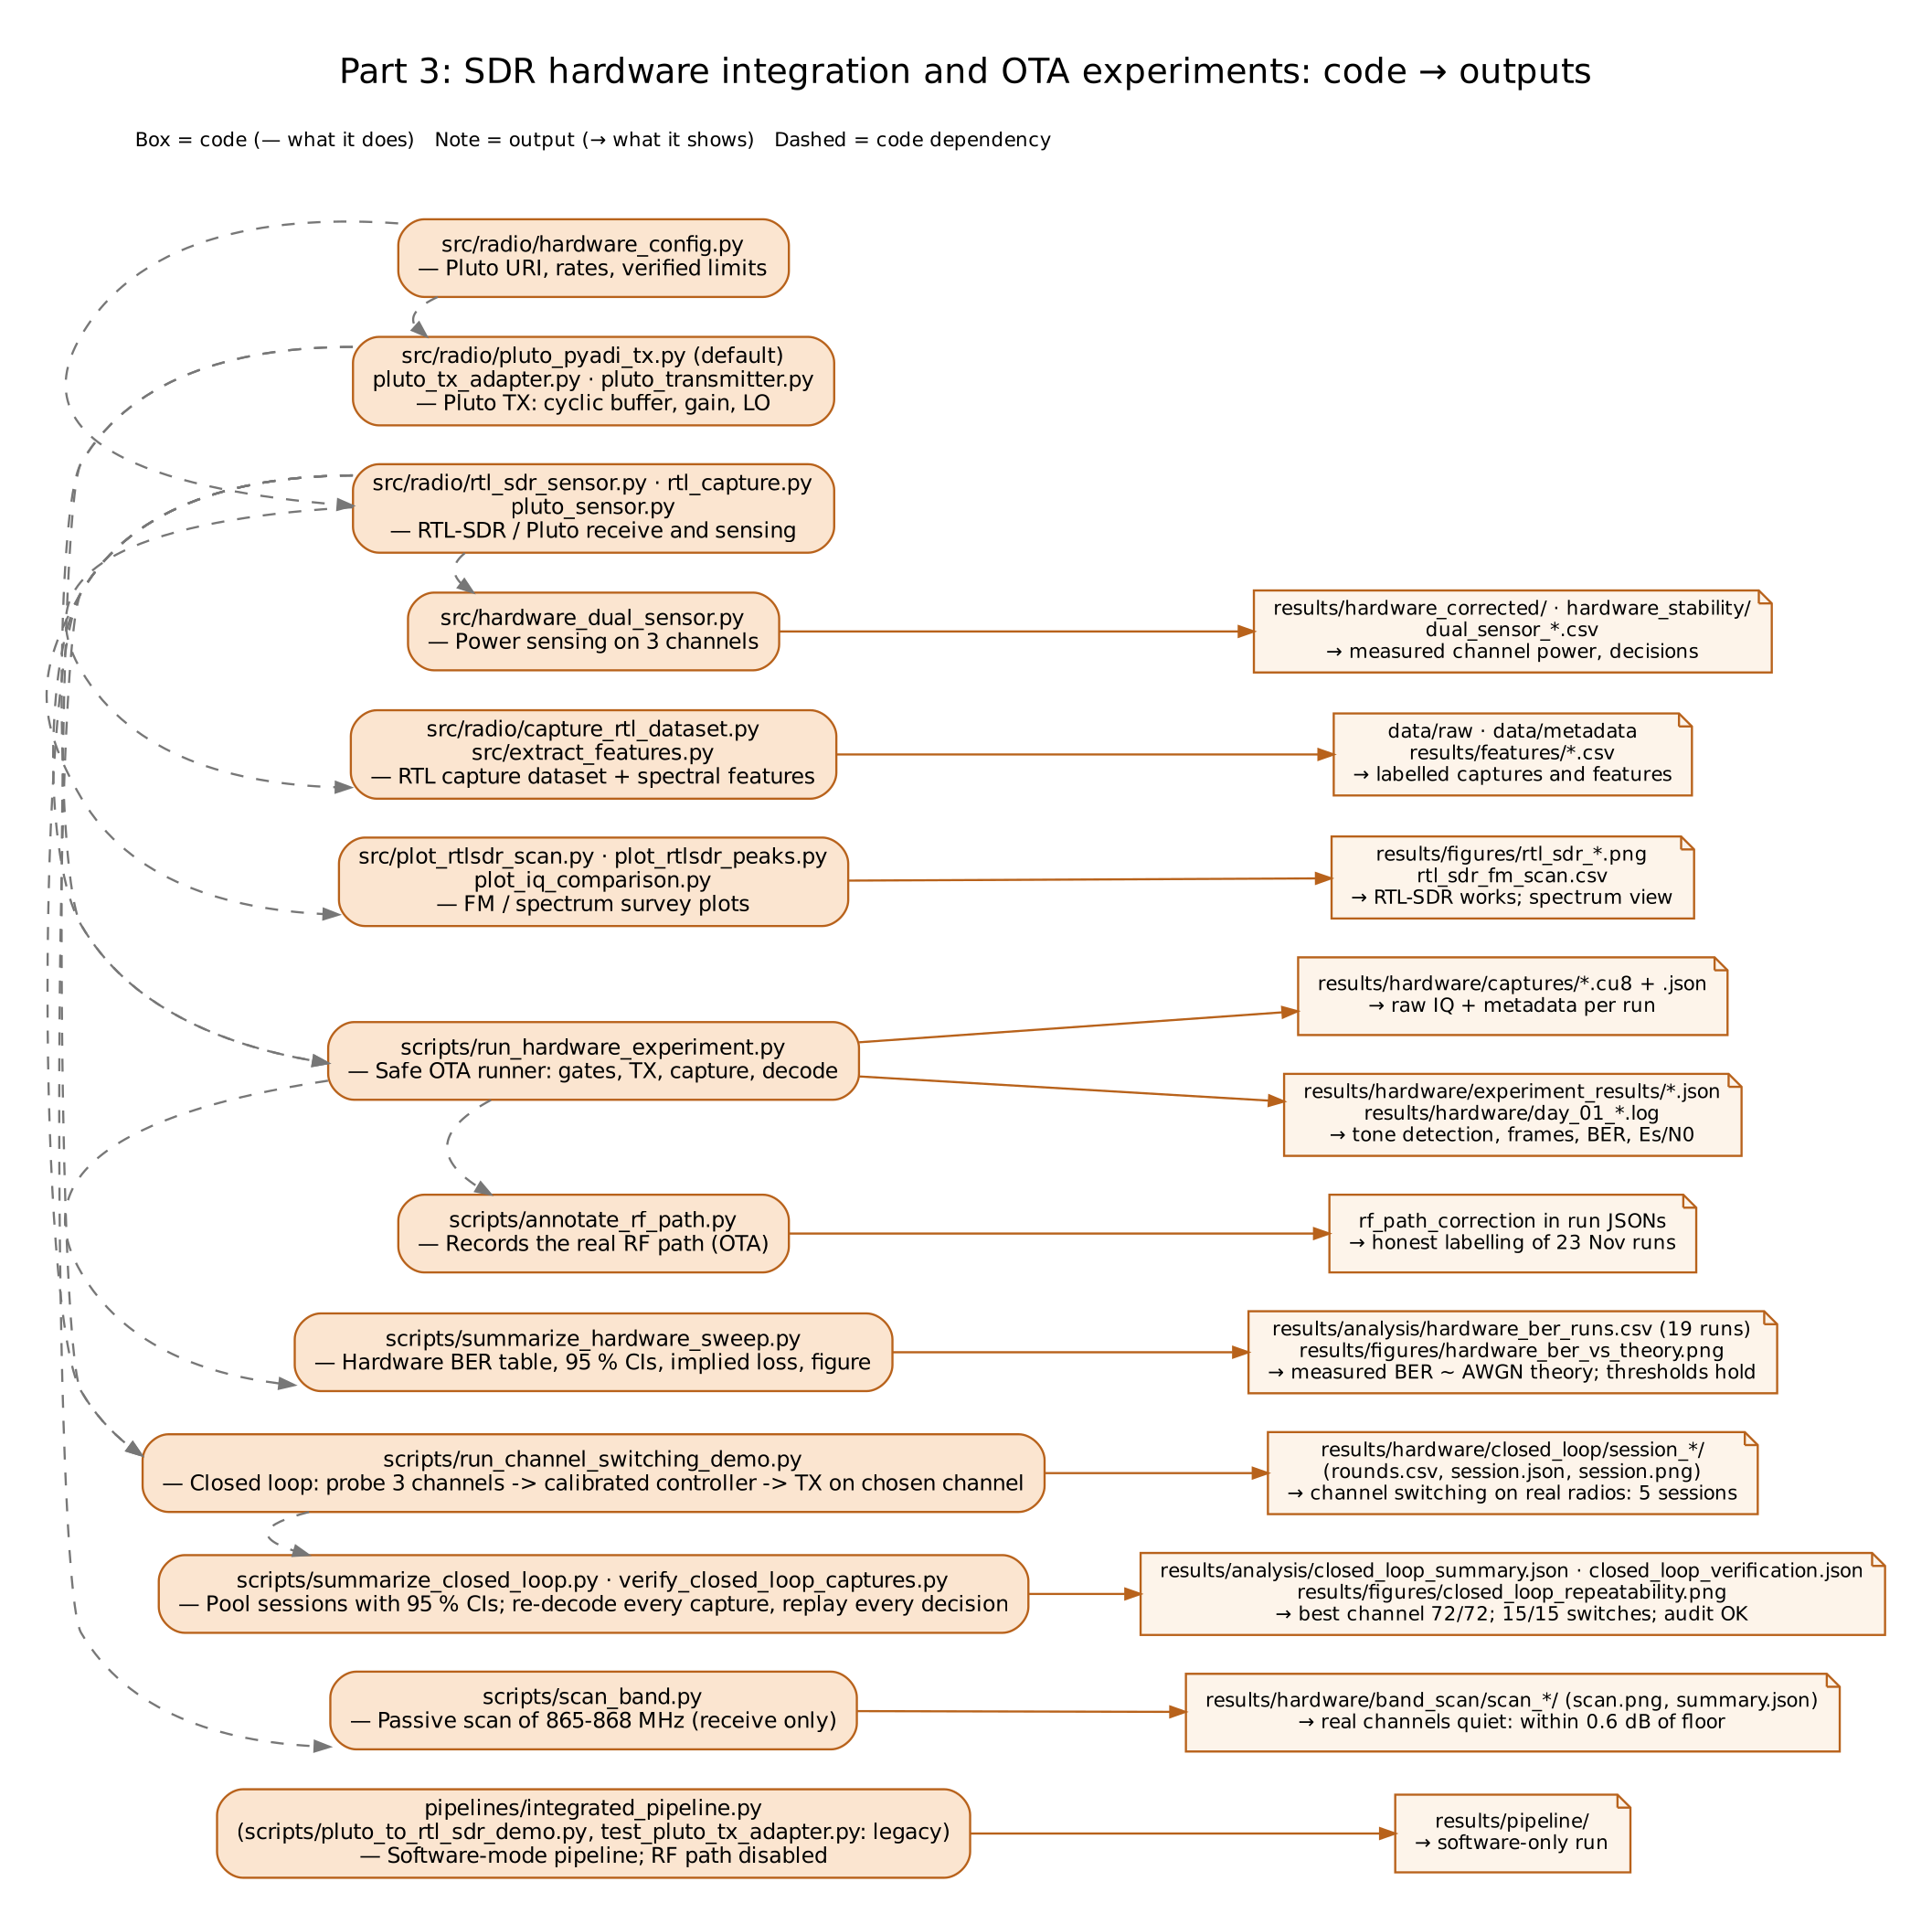 Part 3: SDR hardware integration and OTA experiments: code → outputs
Box = code (— what it does)   Note = output (→ what it shows)   Dashed = code dependency
src/radio/hardware_config.py
— Pluto URI, rates, verified limits
src/radio/pluto_pyadi_tx.py (default)
pluto_tx_adapter.py · pluto_transmitter.py
— Pluto TX: cyclic buffer, gain, LO
src/radio/rtl_sdr_sensor.py · rtl_capture.py
pluto_sensor.py
— RTL-SDR / Pluto receive and sensing
src/hardware_dual_sensor.py
— Power sensing on 3 channels
results/hardware_corrected/ · hardware_stability/
dual_sensor_*.csv
→ measured channel power, decisions
src/radio/capture_rtl_dataset.py
src/extract_features.py
— RTL capture dataset + spectral features
data/raw · data/metadata
results/features/*.csv
→ labelled captures and features
src/plot_rtlsdr_scan.py · plot_rtlsdr_peaks.py
plot_iq_comparison.py
— FM / spectrum survey plots
results/figures/rtl_sdr_*.png
rtl_sdr_fm_scan.csv
→ RTL-SDR works; spectrum view
results/hardware/captures/*.cu8 + .json
→ raw IQ + metadata per run
scripts/run_hardware_experiment.py
— Safe OTA runner: gates, TX, capture, decode
results/hardware/experiment_results/*.json
results/hardware/day_01_*.log
→ tone detection, frames, BER, Es/N0
scripts/annotate_rf_path.py
— Records the real RF path (OTA)
rf_path_correction in run JSONs
→ honest labelling of 23 Nov runs
scripts/summarize_hardware_sweep.py
— Hardware BER table, 95 % CIs, implied loss, figure
results/analysis/hardware_ber_runs.csv (19 runs)
results/figures/hardware_ber_vs_theory.png
→ measured BER ~ AWGN theory; thresholds hold
scripts/run_channel_switching_demo.py
— Closed loop: probe 3 channels -> calibrated controller -> TX on chosen channel
results/hardware/closed_loop/session_*/
(rounds.csv, session.json, session.png)
→ channel switching on real radios: 5 sessions
scripts/summarize_closed_loop.py · verify_closed_loop_captures.py
— Pool sessions with 95 % CIs; re-decode every capture, replay every decision
results/analysis/closed_loop_summary.json · closed_loop_verification.json
results/figures/closed_loop_repeatability.png
→ best channel 72/72; 15/15 switches; audit OK
scripts/scan_band.py
— Passive scan of 865-868 MHz (receive only)
results/hardware/band_scan/scan_*/ (scan.png, summary.json)
→ real channels quiet: within 0.6 dB of floor
pipelines/integrated_pipeline.py
(scripts/pluto_to_rtl_sdr_demo.py, test_pluto_tx_adapter.py: legacy)
— Software-mode pipeline; RF path disabled
results/pipeline/
→ software-only run